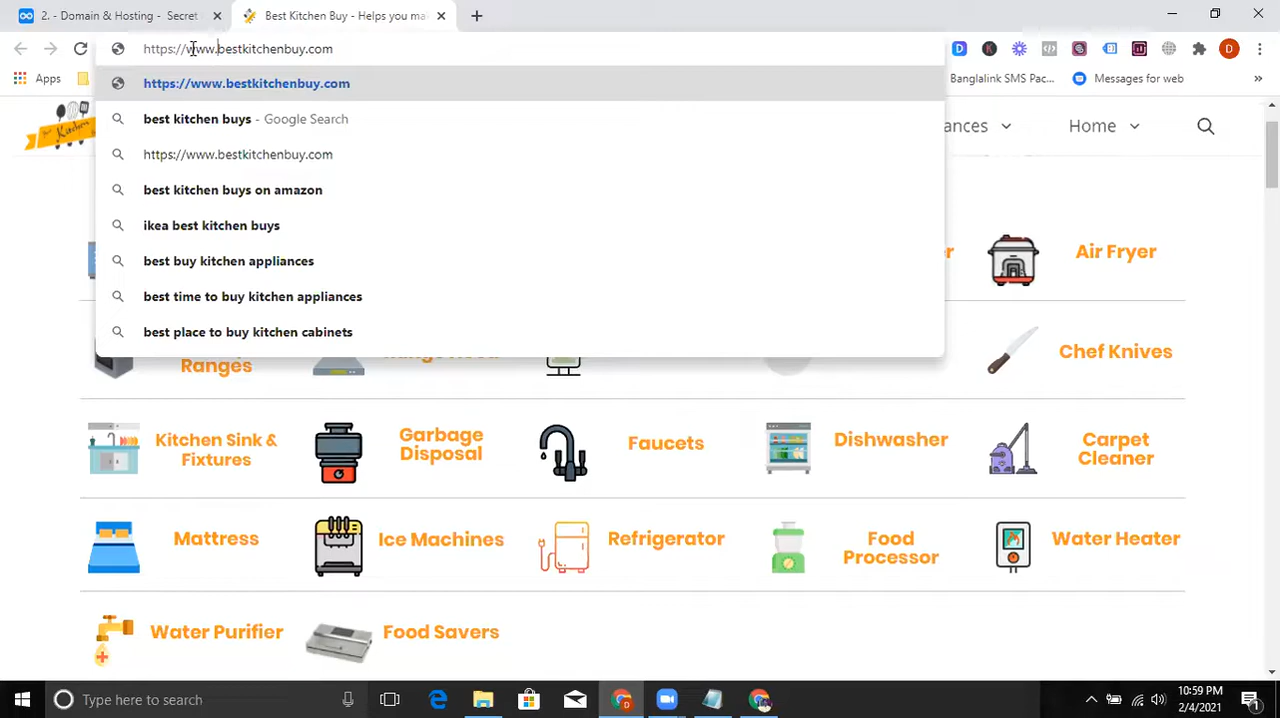 2. - Domain & Hosting - Secret
Best Kitchen Buy - Helps you ma
https://www.bestkitchenbuy.com
https://www.bestkitchenbuy.com
best kitchen buys - Google Search
https://www.bestkitchenbuy.com
best kitchen buys on amazon
ikea best kitchen buys
best buy kitchen appliances
best time to buy kitchen appliances
best place to buy kitchen cabinets
D
K
D
Apps
Banglalink SMS Pac...
Messages for web
Kitchen
ances
Home
Air Fryer
Ranges
Chef Knives
Kitchen Sink &
Fixtures
Garbage
Disposal
Faucets
Dishwasher
Carpet
Cleaner
Mattress
Ice Machines
Refrigerator
Food
Processor
Water Heater
Water Purifier
Food Savers
Type here to search
10:59 PM
2/4/2021